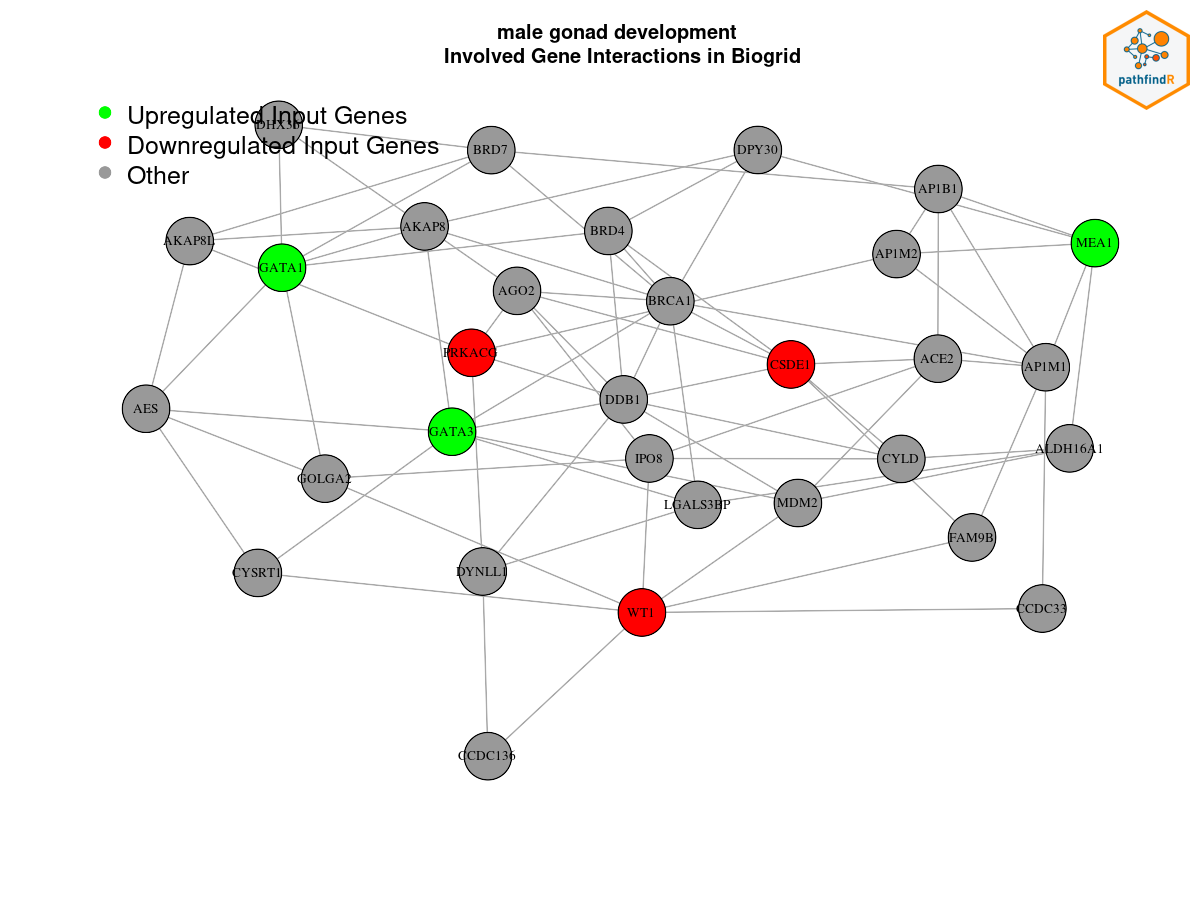 male gonad development
Involved Gene Interactions in Biogrid
pathfindR
Upregulated Input Genes
Downregulated Input Genes
Other
BRD7
DPY30
AP1B1
AKAP8
BRD4
AKAP8L
MEA1
AP1M2
GATA1
AGO2
BRCA1
PRKACG
CSDE1
ACE2
AP1M1
DDB1
AES
GATA3
ALDH16A1
IPO8
CYLD
GOLGA2
LGALS3BP
MDM2
FAM9B
CYSRT1
DYNLL1
WT1
CCDC33
CCDC136